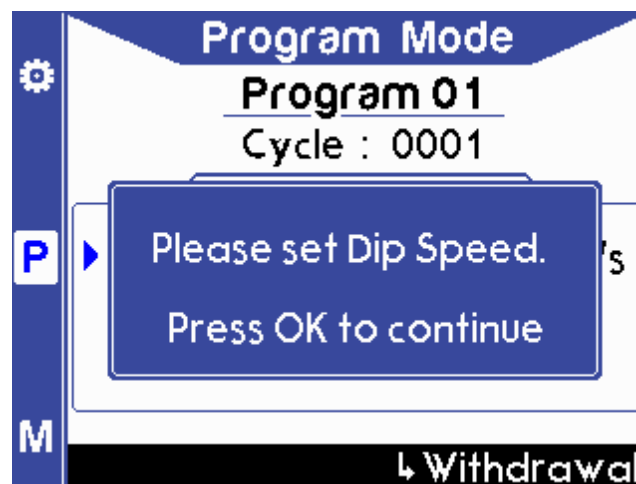 Program Mode
Program 01
Cycle : 0001
Please set Dip Speed.
Press OK to continue
's
P
M
↳ Withdrawal